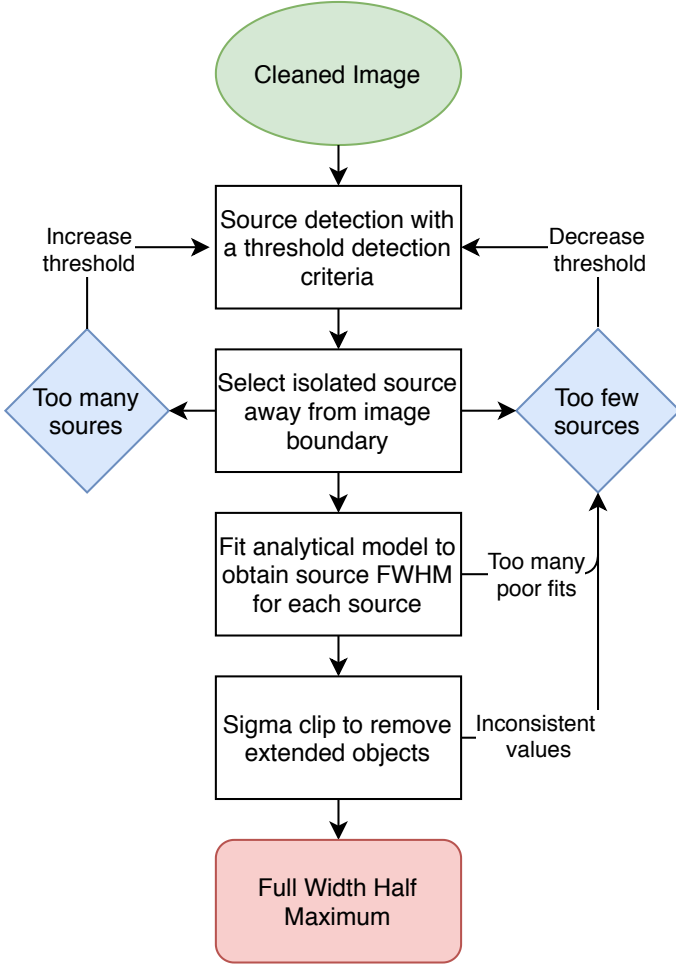 Cleaned Image
Source detection with
a threshold detection
criteria
Increase
threshold
Decrease
threshold
Too many
soures
Select isolated source
away from image
boundary
Too few
sources
Fit analytical model to
obtain source FWHM
for each source
Too many
poor fits
Sigma clip to remove
extended objects
Inconsistent
values
Full Width Half
Maximum